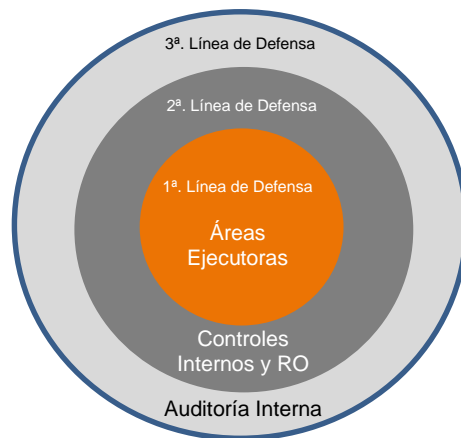 3ª. Línea de Defensa
2ª. Línea de Defensa
1ª. Línea de Defensa
Áreas
Ejecutoras
Controles
Internos y RO
Auditoría Interna